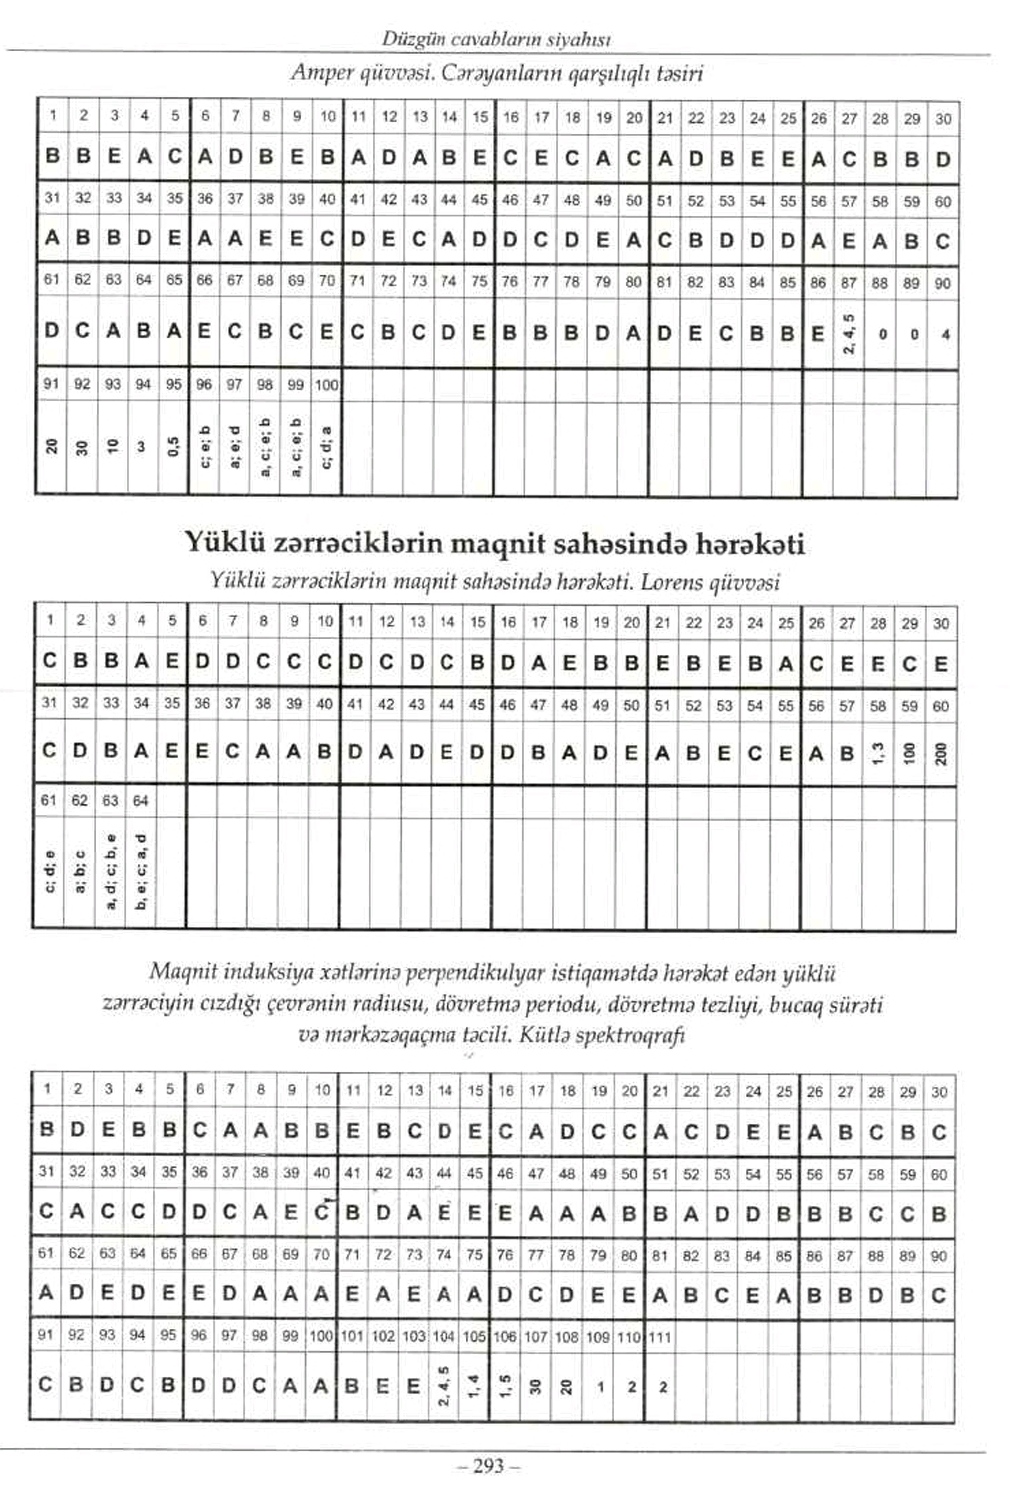 Düzgün cavabların siyahısı
Amper qüvvəsi. Cərəyanların qarşılıqlı təsiri
1 2 3 4 5 6 7 8 9 10 11 12 13 14 15 16 17 18 19 20 21 22 23 24 25 26 27 28 29 30
B B E A C A D B E B A D A B E C E C A C A D B E E A C B B D
31 32 33 34 35 36 37 38 39 40 41 42 43 44 45 46 47 48 49 50 51 52 53 54 55 56 57 58 59 60
A B B D E A A E E C D E C A D D C D E A C B D D D A E A B C
61 62 63 64 65 66 67 68 69 70 71 72 73 74 75 76 77 78 79 80 81 82 83 84 85 86 87 88 89 90
D C A B A E C B C E C B C D E B B B D A D E C B B E 2, 4, 5 0 0 4
91 92 93 94 95 96 97 98 99 100
20 30 10 3 0,5 c; e; b a; e; d a, c; e; b a, c; e; b c; d; a
Yüklü zərrəciklərin maqnit sahəsində hərəkəti
Yüklü zərrəciklərin maqnit sahəsində hərəkəti. Lorens qüvvəsi
1 2 3 4 5 6 7 8 9 10 11 12 13 14 15 16 17 18 19 20 21 22 23 24 25 26 27 28 29 30
C B B A E D D C C C D C D C B D A E B B E B E B A C E E C E
31 32 33 34 35 36 37 38 39 40 41 42 43 44 45 46 47 48 49 50 51 52 53 54 55 56 57 58 59 60
C D B A E E C A A B D A D E D D B A D E A B E C E A B 1, 3 100 200
61 62 63 64
c; d; e a; b; c a, d; c; b, e b, e; c; a, d
Maqnit induksiya xətlərinə perpendikulyar istiqamətdə hərəkət edən yüklü
zərrəciyin cızdığı çevrənin radiusu, dövretmə periodu, dövretmə tezliyi, bucaq sürəti
və mərkəzəqaçma təcili. Kütlə spektroqrafı
1 2 3 4 5 6 7 8 9 10 11 12 13 14 15 16 17 18 19 20 21 22 23 24 25 26 27 28 29 30
B D E B B C A A B B E B C D E C A D C C A C D E E A B C B C
31 32 33 34 35 36 37 38 39 40 41 42 43 44 45 46 47 48 49 50 51 52 53 54 55 56 57 58 59 60
C A C C D D C A E C B D A E E E A A A B B A D D B B B C C B
61 62 63 64 65 66 67 68 69 70 71 72 73 74 75 76 77 78 79 80 81 82 83 84 85 86 87 88 89 90
A D E D E E D A A A E A E A A D C D E E A B C E A B B D B C
91 92 93 94 95 96 97 98 99 100 101 102 103 104 105 106 107 108 109 110 111
C B D C B D D C A A B E E 2, 4, 5 1, 4 1, 5 30 20 1 2 2
– 293 –